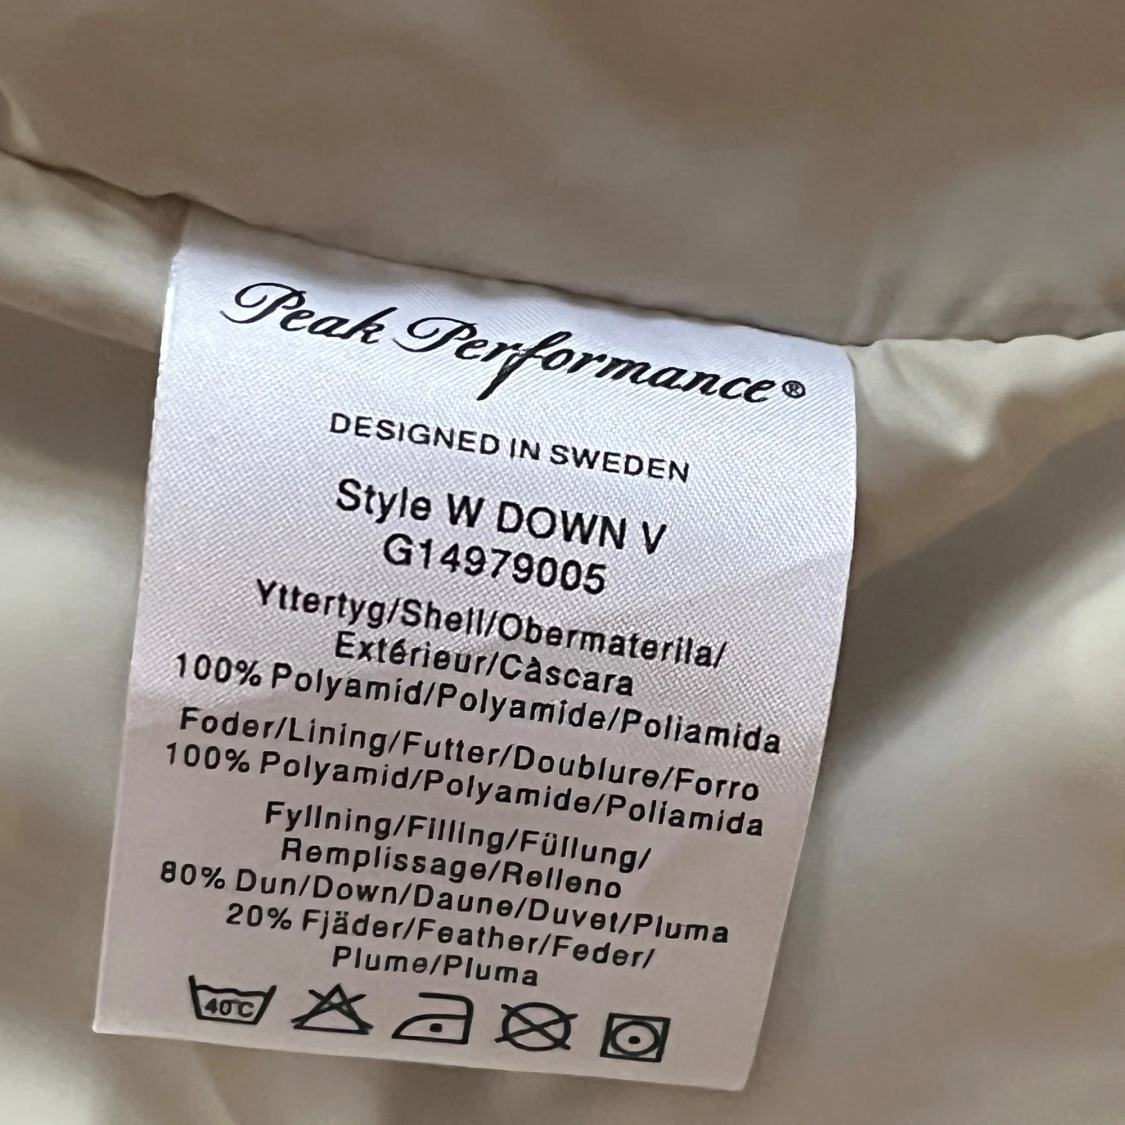 Peak Performance®
DESIGNED IN SWEDEN
Style W DOWN V
G14979005
Yttertyg/Shell/Obermaterila/
Extérieur/Càscara
100% Polyamid/Polyamide/Poliamida
Foder/Lining/Futter/Doublure/Forro
100% Polyamid/Polyamide/Poliamida
Fyllning/Filling/Füllung/
Remplissage/Relleno
80% Dun/Down/Daune/Duvet/Pluma
20% Fjäder/Feather/Feder/
Plume/Pluma
40°C